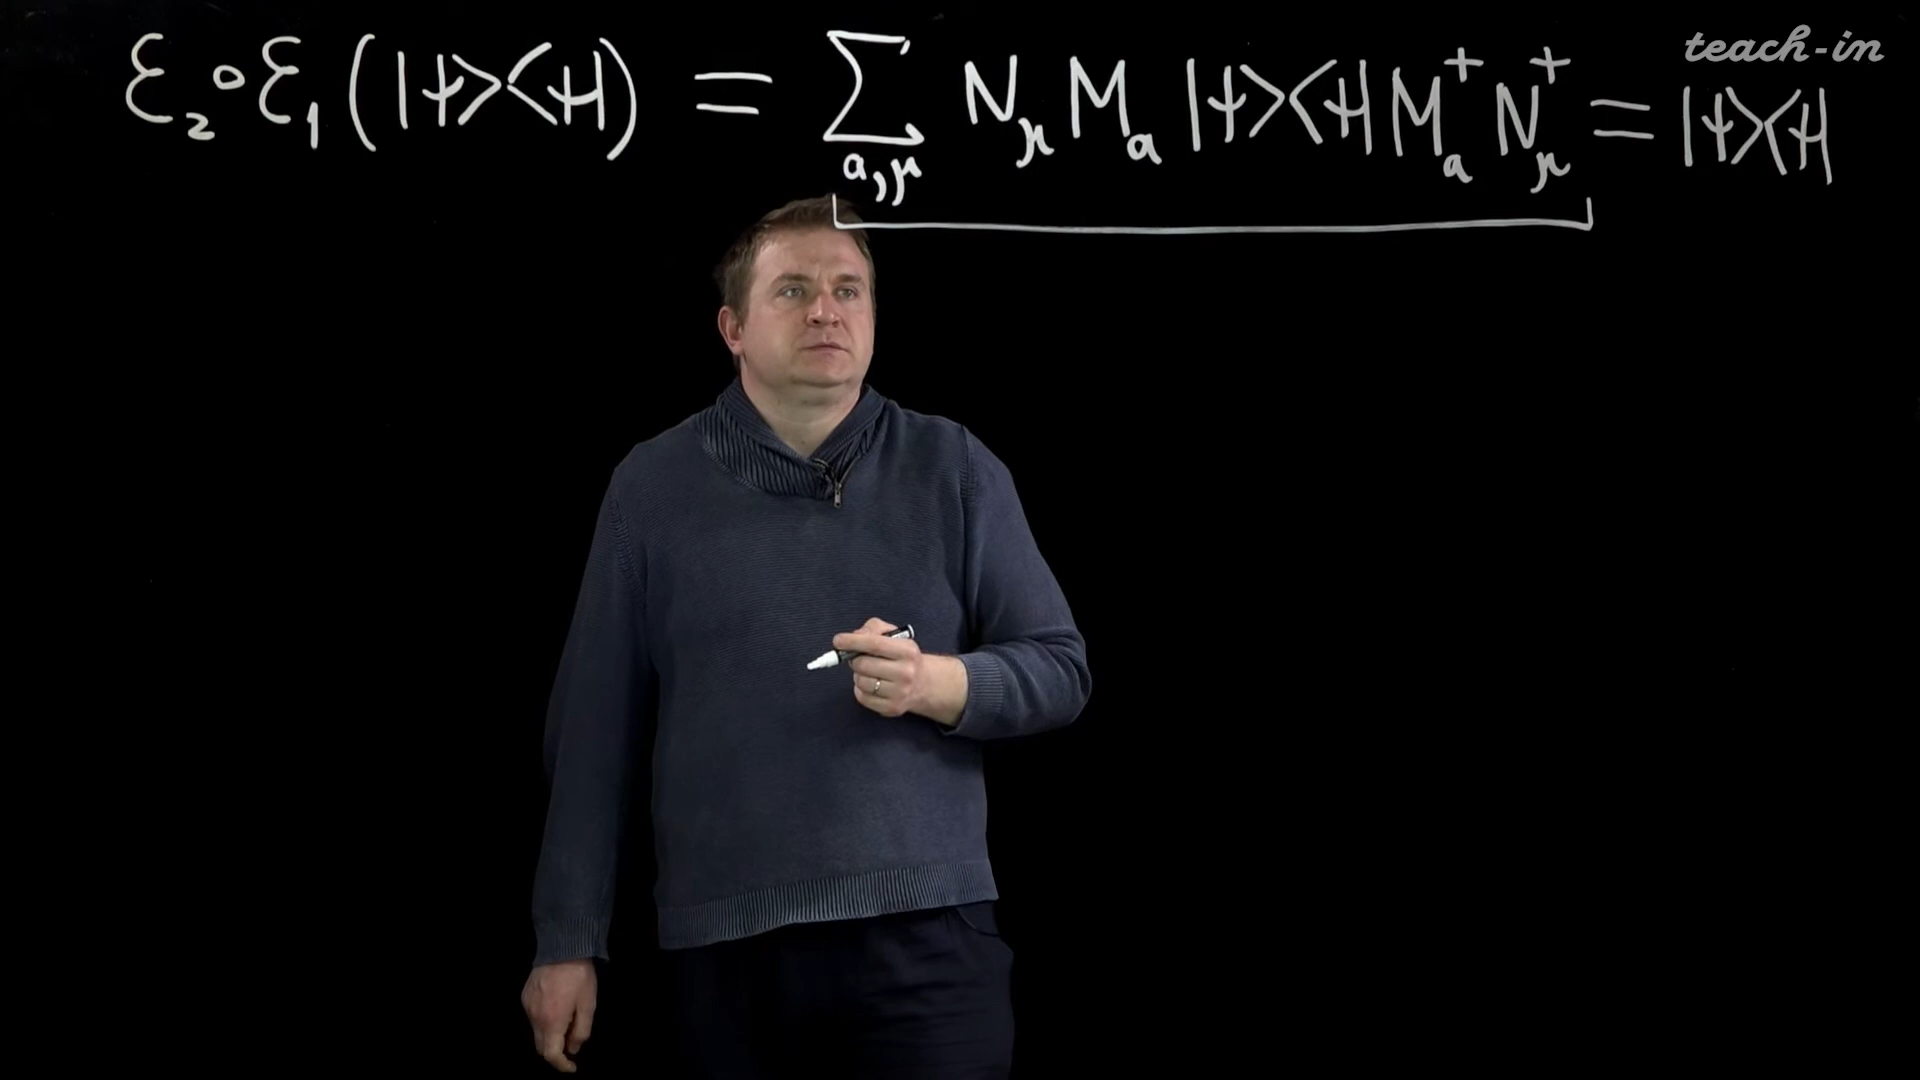 ℰ₂∘ℰ₁(|ψ><ψ|) = ∑ N_μ M_a |ψ><ψ| M_a⁺ N_μ⁺ = |ψ><ψ|
a, μ
teach-in